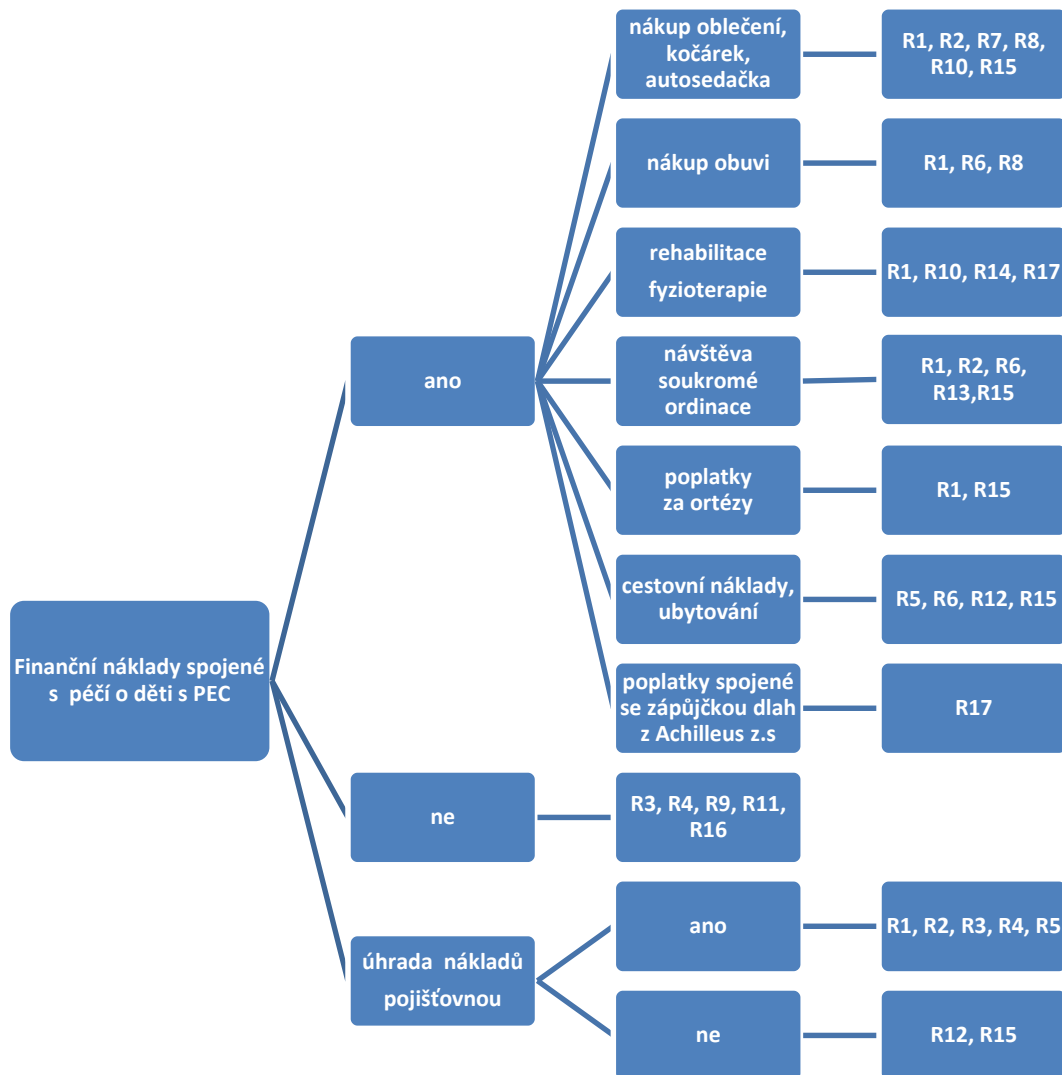 nákup oblečení,
kočárek,
autosedačka
R1, R2, R7, R8,
R10, R15
nákup obuvi
R1, R6, R8
rehabilitace
fyzioterapie
R1, R10, R14, R17
ano
návštěva
soukromé
ordinace
R1, R2, R6,
R13,R15
poplatky
za ortézy
R1, R15
cestovní náklady,
ubytování
R5, R6, R12, R15
Finanční náklady spojené
s péčí o děti s PEC
poplatky spojené
se zápůjčkou dlah
z Achilleus z.s
R17
ne
R3, R4, R9, R11,
R16
úhrada nákladů
pojišťovnou
ano
R1, R2, R3, R4, R5
ne
R12, R15